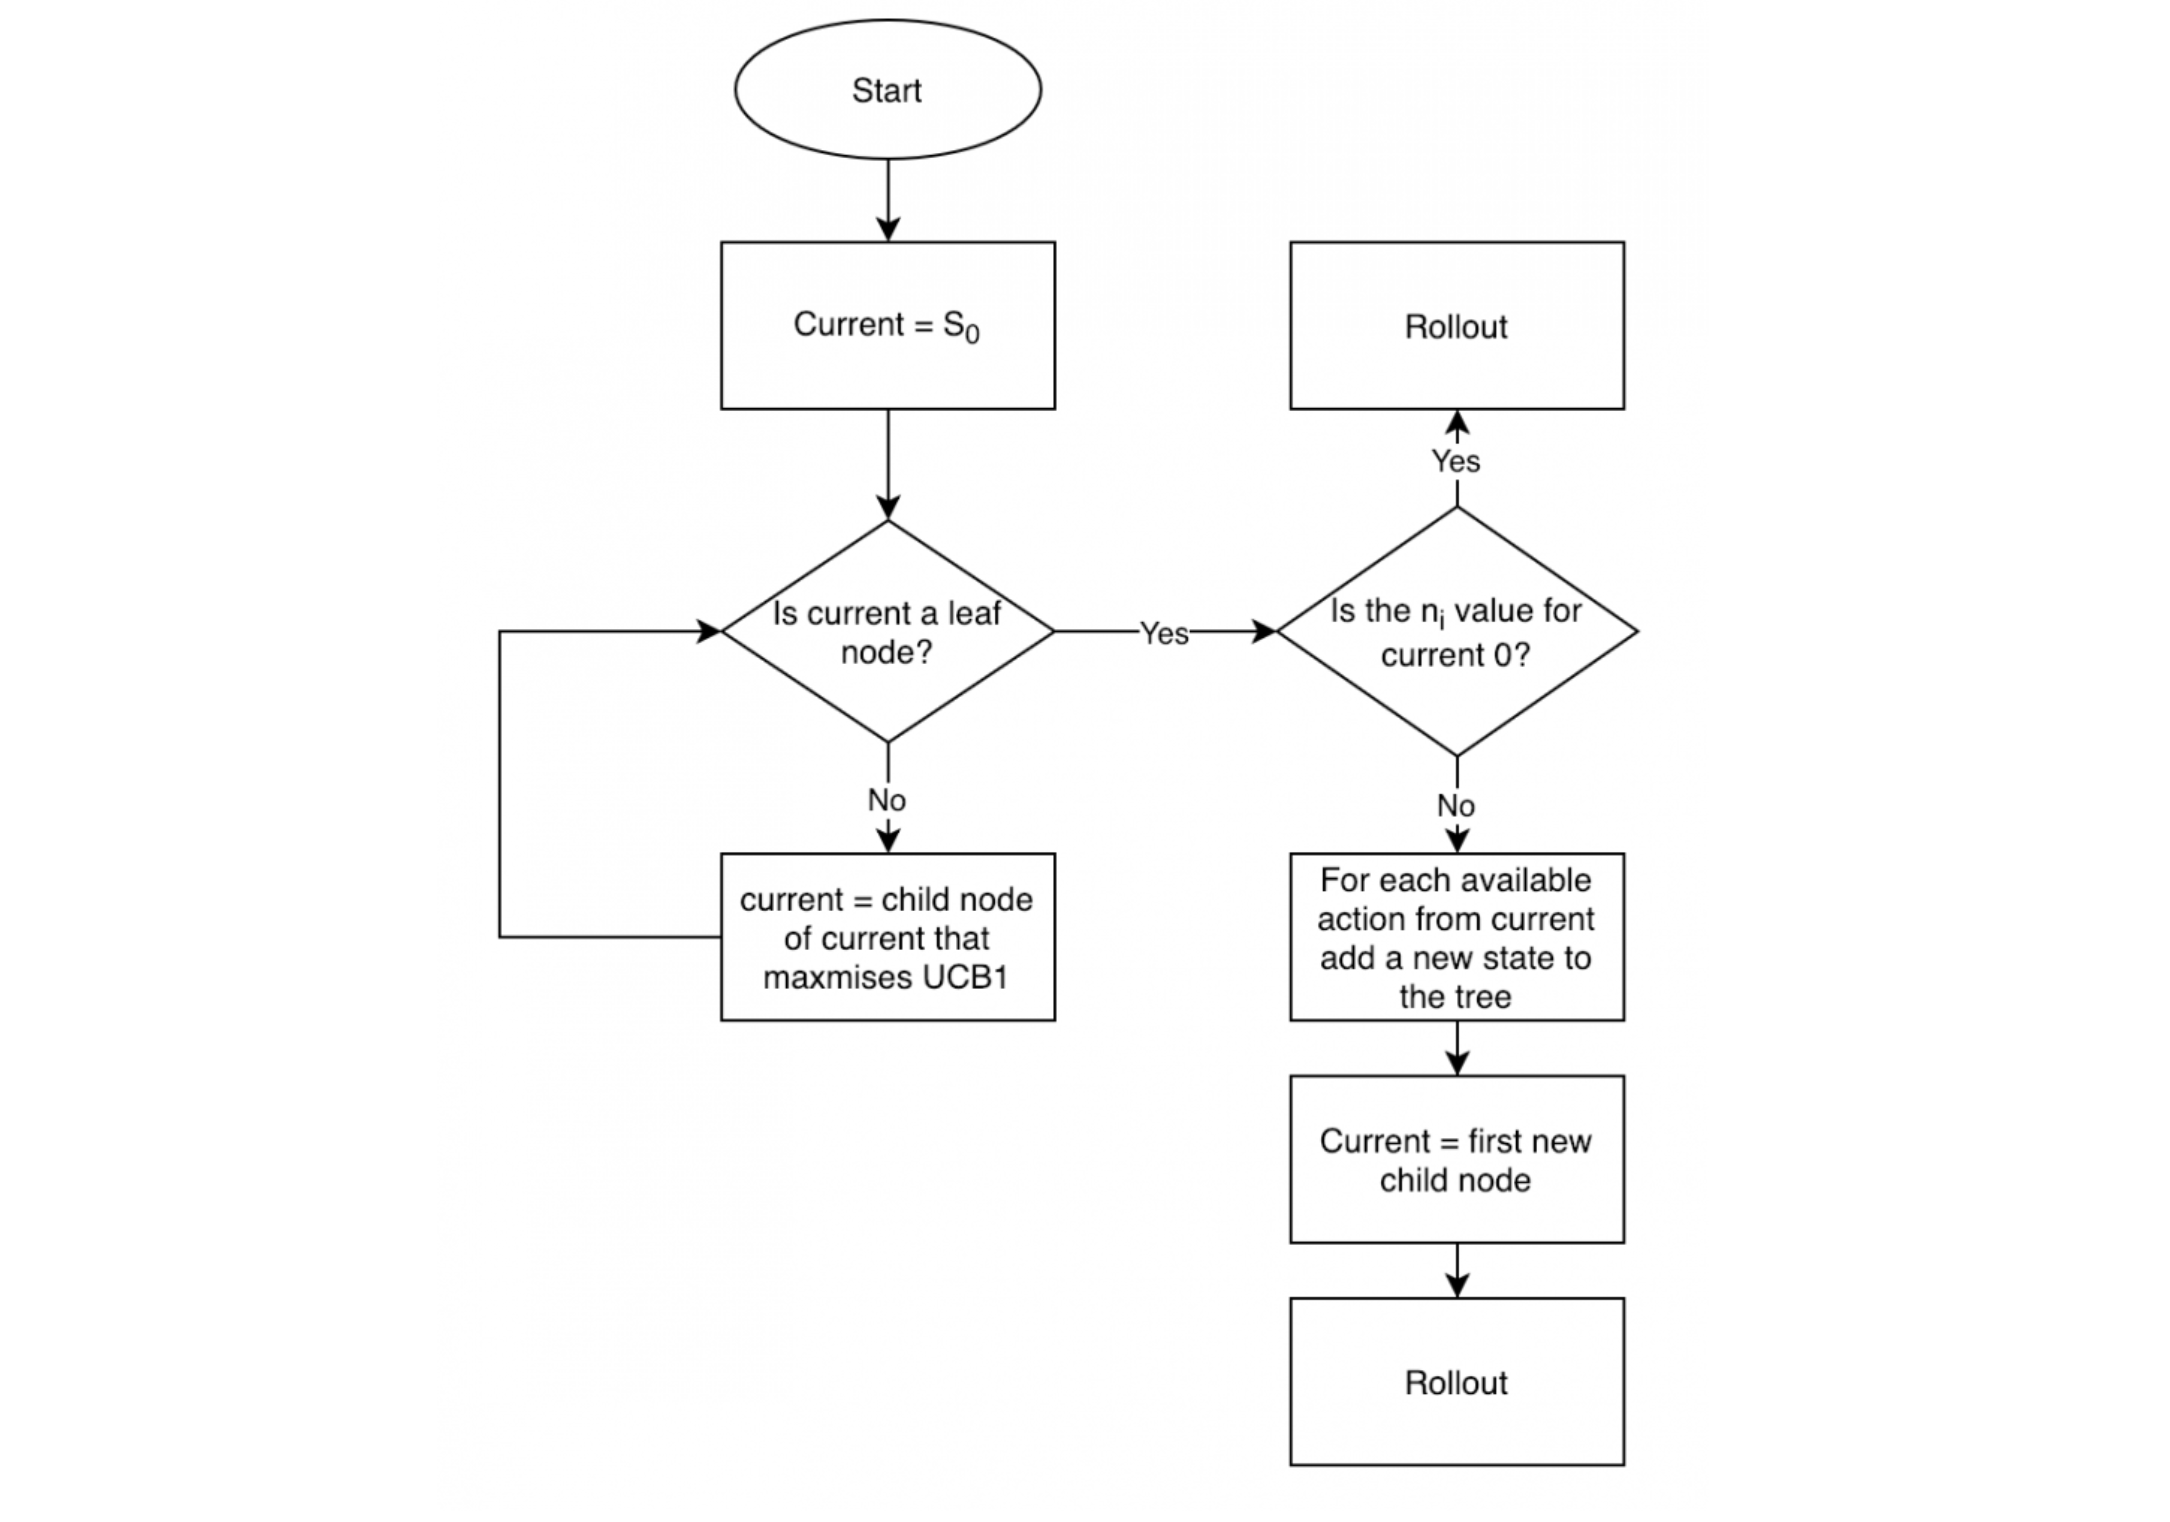 Start
Current = S₀
Rollout
Yes
Is current a leaf
node?
Yes
Is the nᵢ value for
current 0?
No
No
current = child node
of current that
maxmises UCB1
For each available
action from current
add a new state to
the tree
Current = first new
child node
Rollout